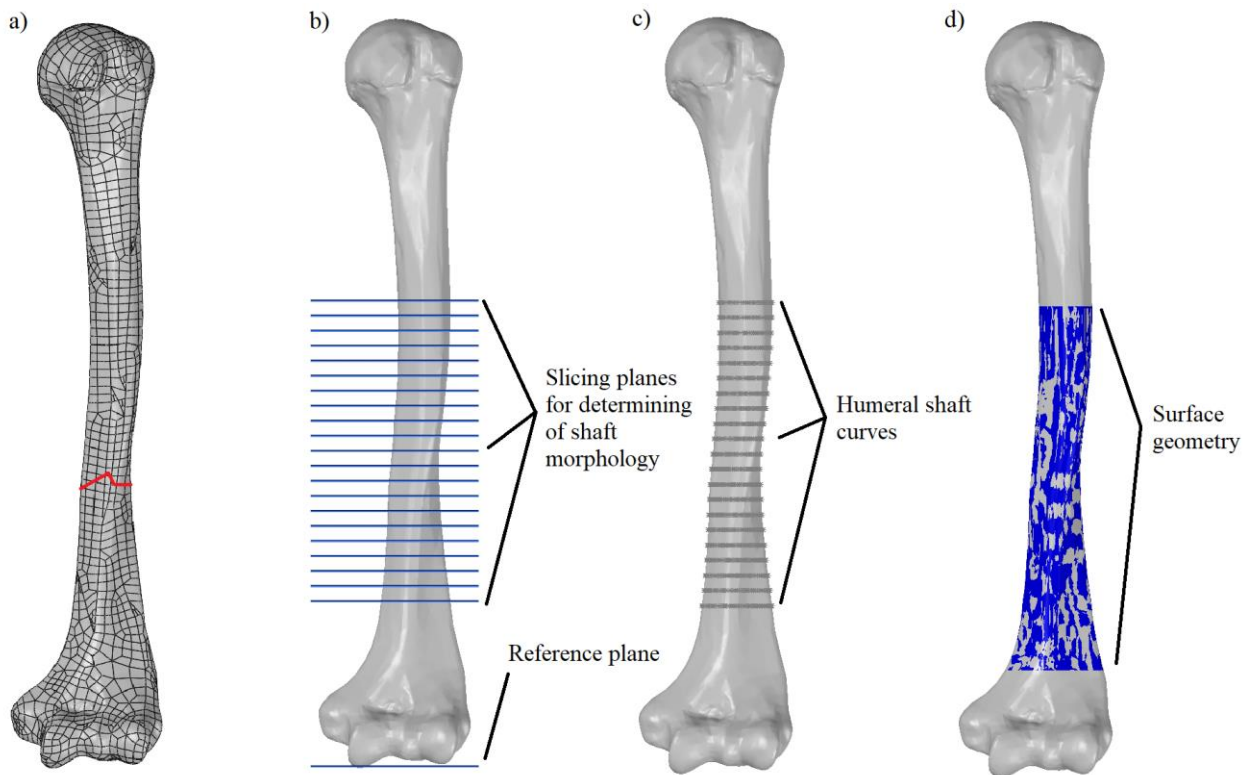 a)
b)
c)
d)
Slicing planes
for determining
of shaft
morphology
Humeral shaft
curves
Surface
geometry
Reference plane